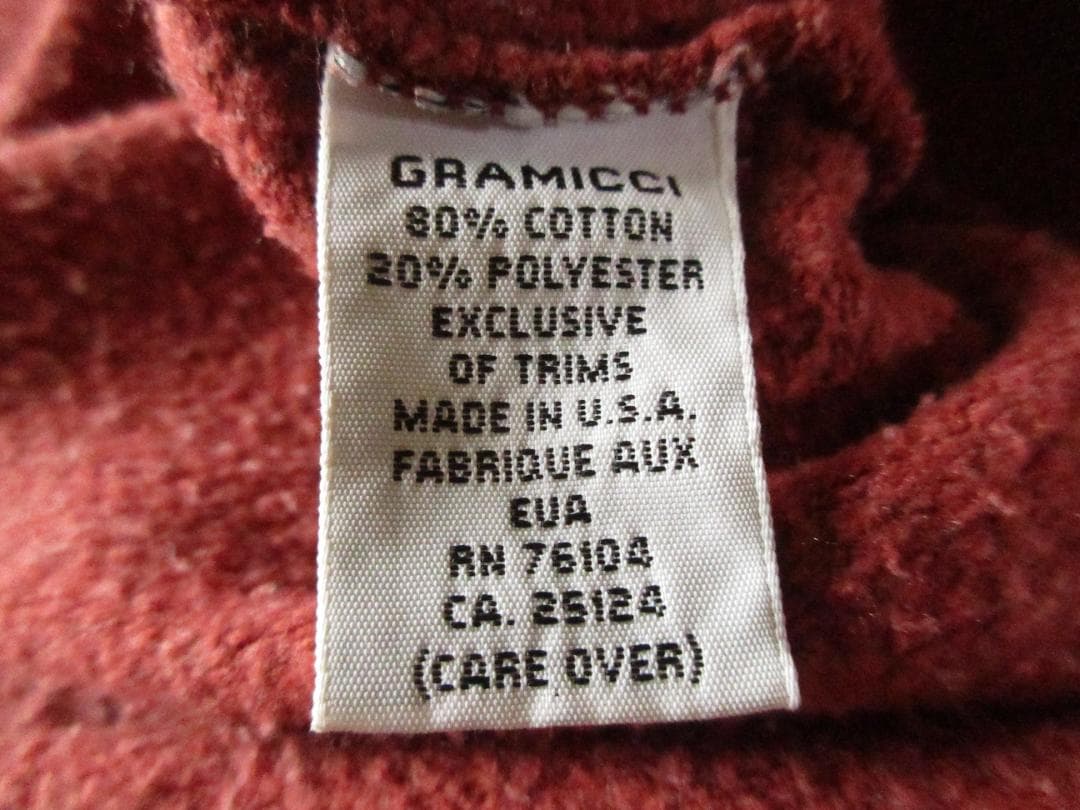 GRAMICCI
80% COTTON
20% POLYESTER
EXCLUSIVE
OF TRIMS
MADE IN U.S.A.
FABRIQUE AUX
EUA
RN 76104
CA. 25124
(CARE OVER)